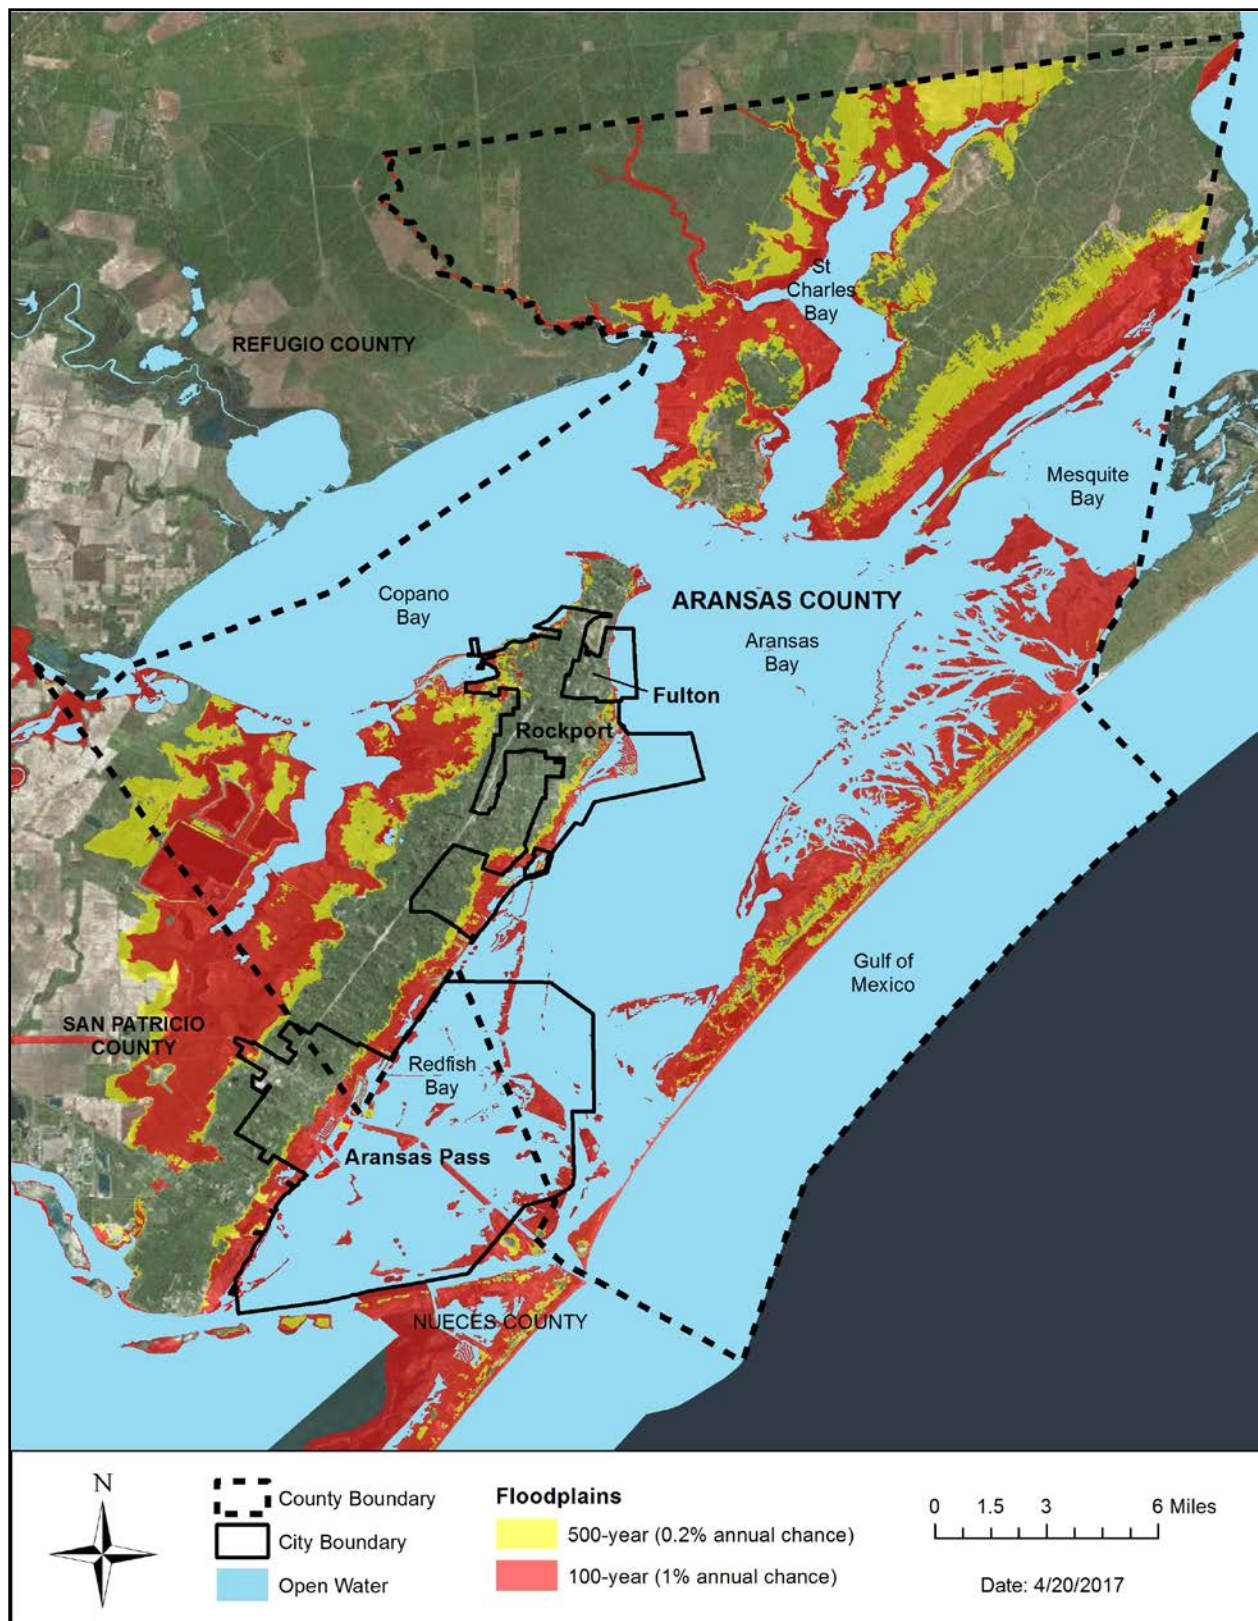 St
Charles
Bay
REFUGIO COUNTY
Mesquite
Bay
Copano
Bay
ARANSAS COUNTY
Aransas
Bay
Fulton
Rockport
Gulf of
Mexico
SAN PATRICIO
COUNTY
Redfish
Bay
Aransas Pass
NUECES COUNTY
N
County Boundary
City Boundary
Open Water
Floodplains
500-year (0.2% annual chance)
100-year (1% annual chance)
0 1.5 3 6 Miles
Date: 4/20/2017